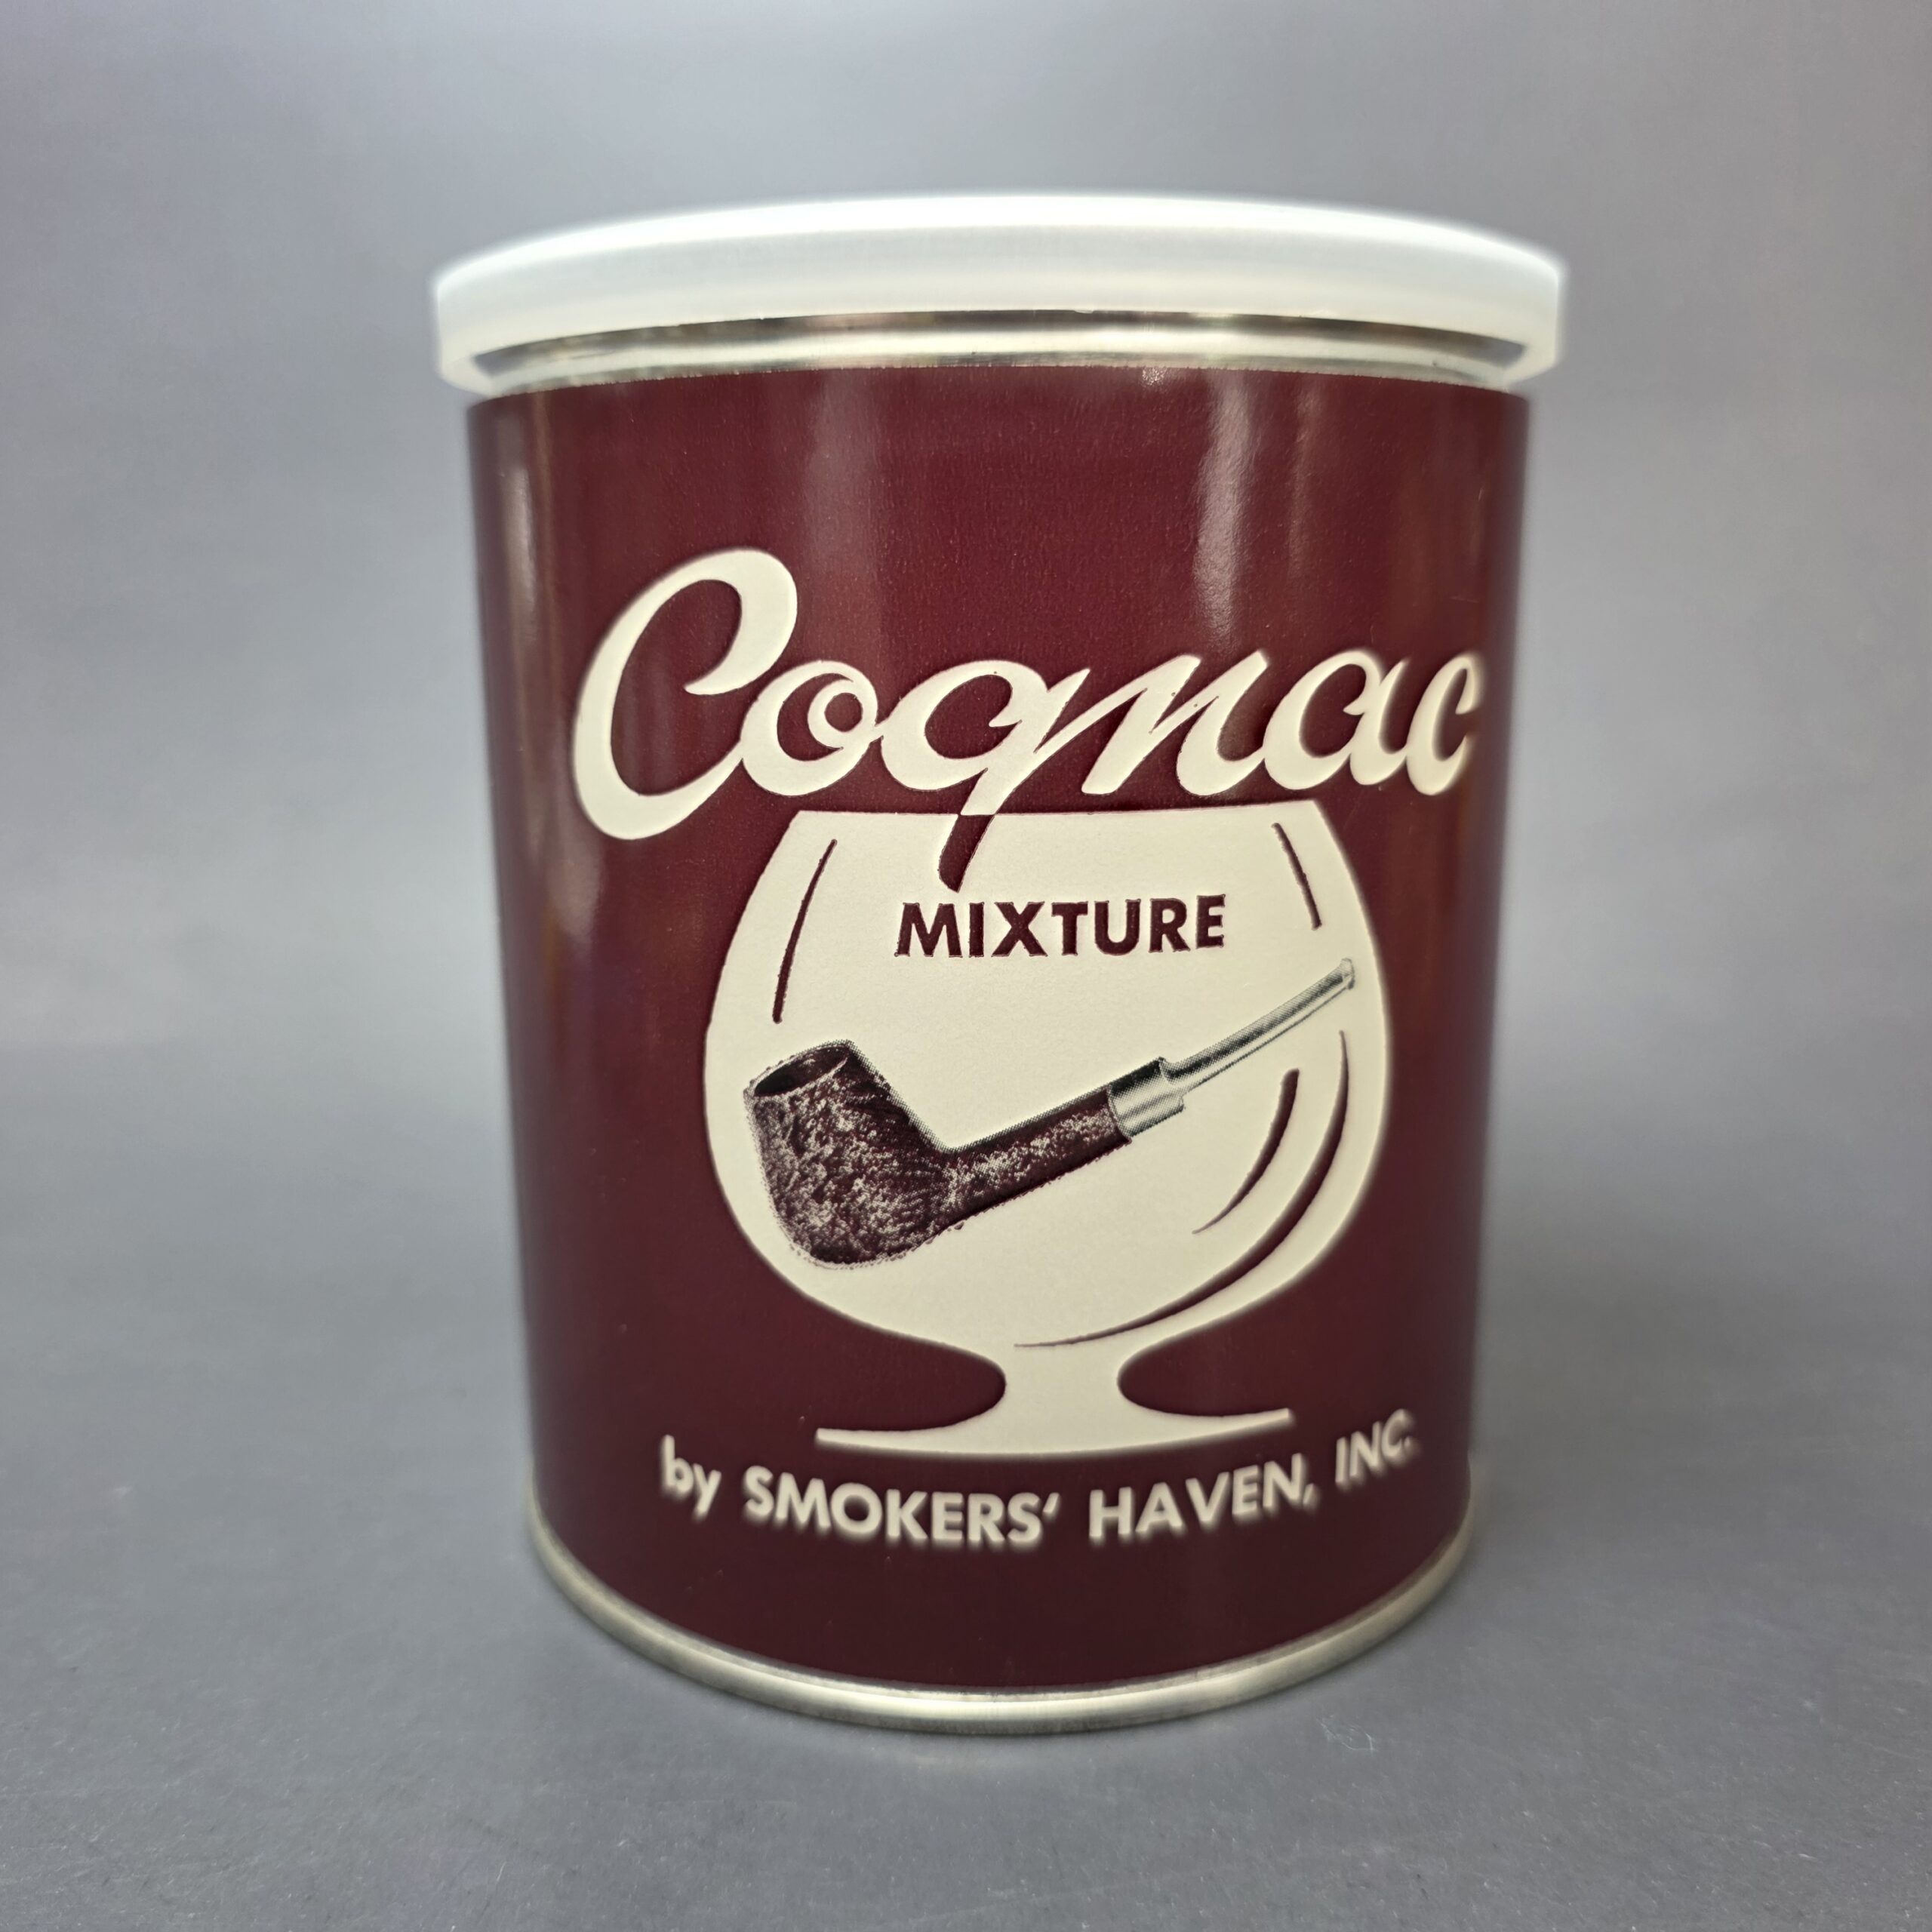 Cognac
MIXTURE
by SMOKERS' HAVEN, INC.